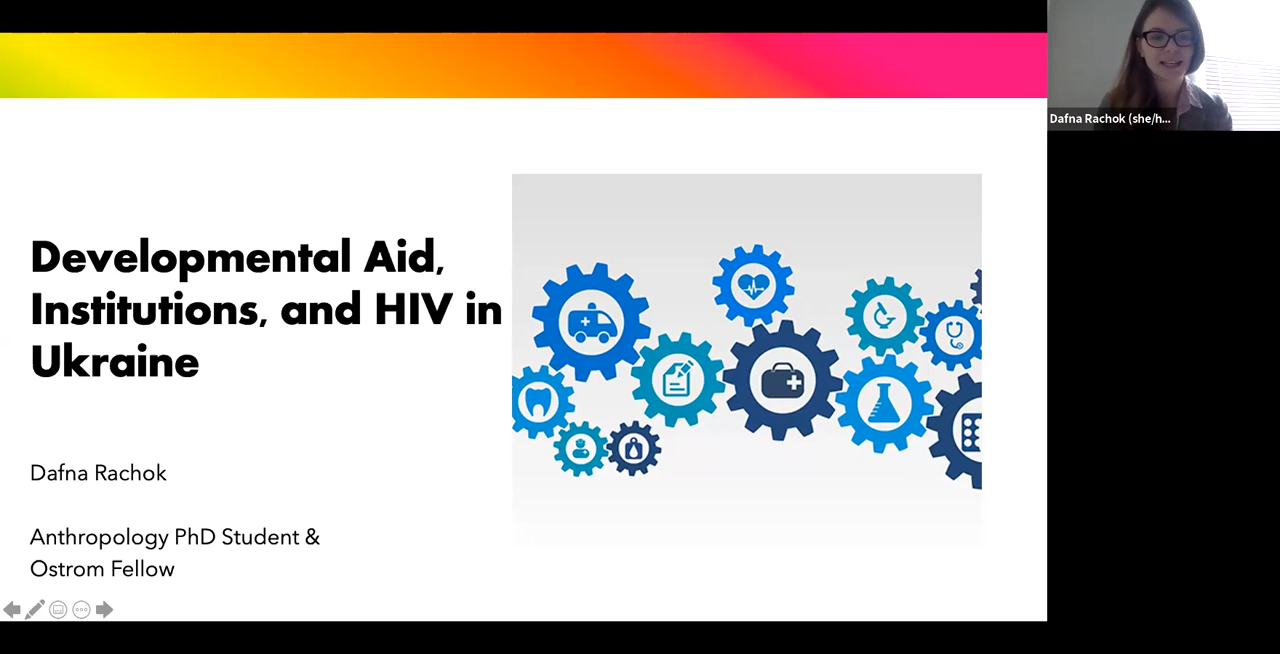 Developmental Aid,
Institutions, and HIV in
Ukraine
Dafna Rachok
Anthropology PhD Student &
Ostrom Fellow
Dafna Rachok (she/h...